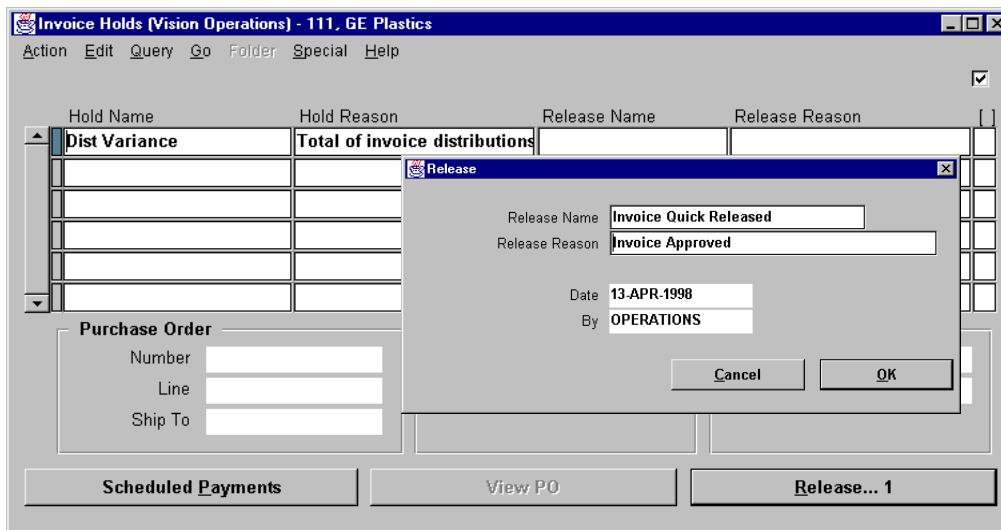 Invoice Holds (Vision Operations) - 111, GE Plastics
Action Edit Query Go Folder Special Help
Hold Name Hold Reason Release Name Release Reason [ ]
Dist Variance Total of invoice distributions
Release
Release Name Invoice Quick Released
Release Reason Invoice Approved
Date 13-APR-1998
By OPERATIONS
Cancel OK
Purchase Order
Number
Line
Ship To
Scheduled Payments View PO Release... 1